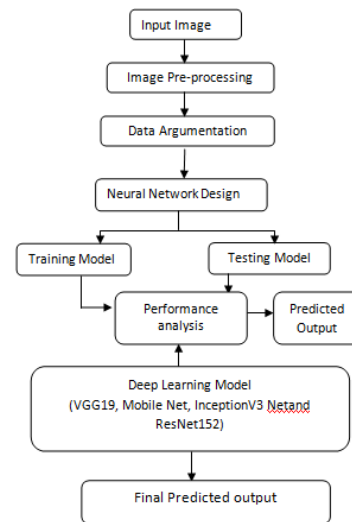 Input Image
Image Pre-processing
Data Argumentation
Neural Network Design
Training Model
Testing Model
Performance
analysis
Predicted
Output
Deep Learning Model
(VGG19, Mobile Net, InceptionV3 Netand
ResNet152)
Final Predicted output